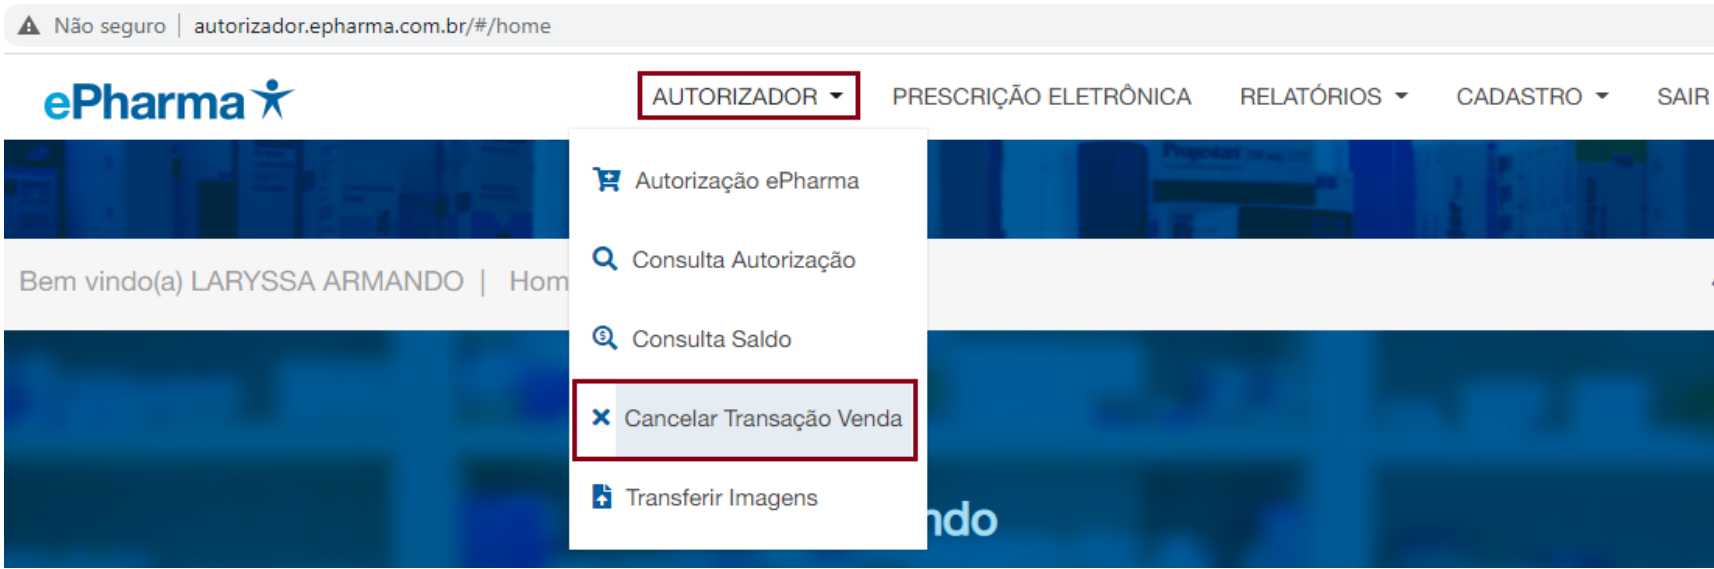 Não seguro | autorizador.epharma.com.br/#/home
ePharma
AUTORIZADOR
PRESCRIÇÃO ELETRÔNICA
RELATÓRIOS
CADASTRO
SAIR
Autorização ePharma
Consulta Autorização
Bem vindo(a) LARYSSA ARMANDO | Hom
Consulta Saldo
Cancelar Transação Venda
Transferir Imagens
ndo